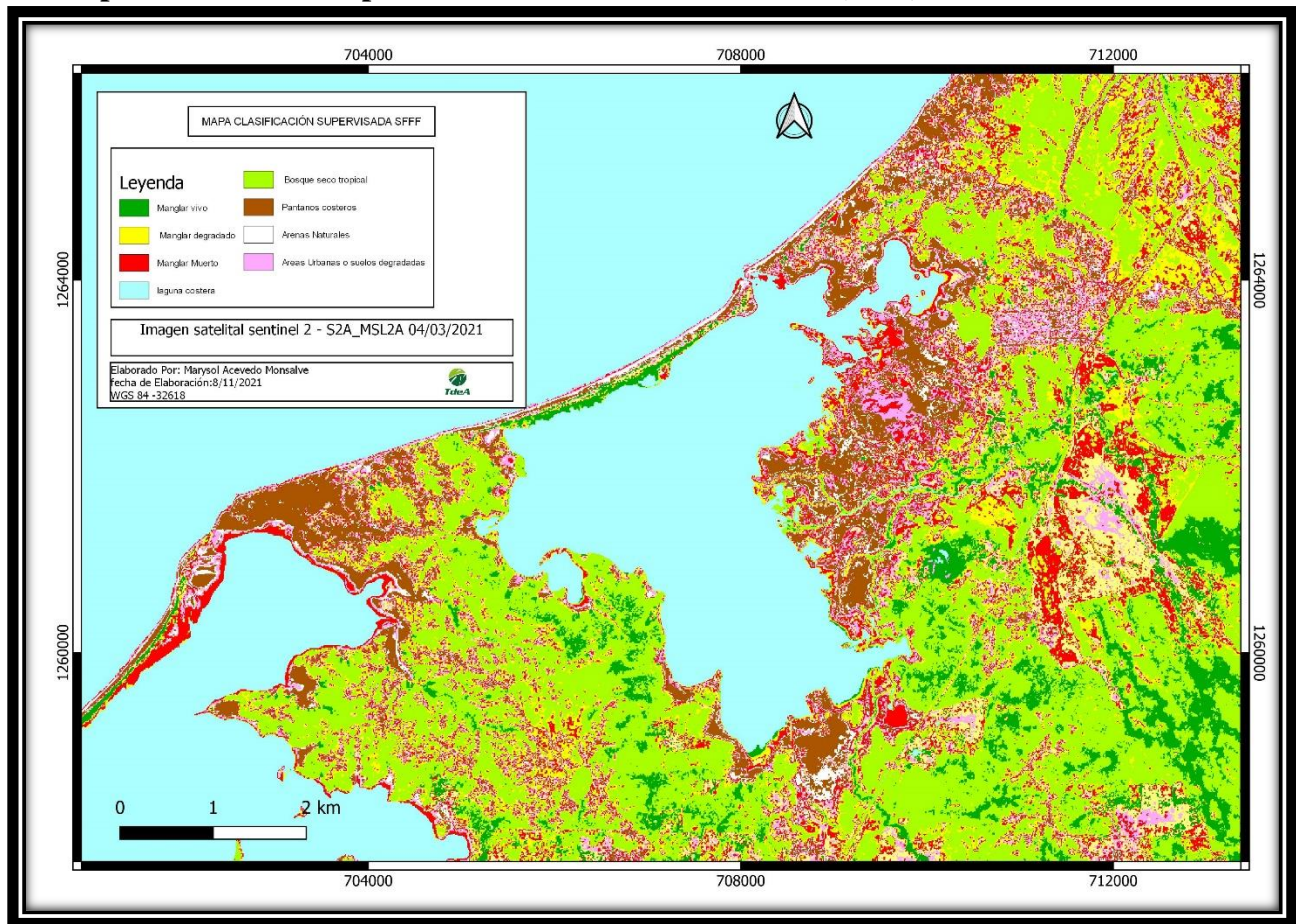 704000
708000
712000
MAPA CLASIFICACIÓN SUPERVISADA SFFF
Leyenda
Manglar vivo
Manglar degradado
Manglar Muerto
laguna costera
Bosque seco tropical
Pantanos costeros
Arenas Naturales
Areas Urbanas o suelos degradadas
Imagen satelital sentinel 2 - S2A_MSL2A 04/03/2021
Elaborado Por: Marysol Acevedo Monsalve
fecha de Elaboración:8/11/2021
WGS 84 -32618
TdeA
1264000
1264000
1260000
1260000
0 1 2 km
704000
708000
712000